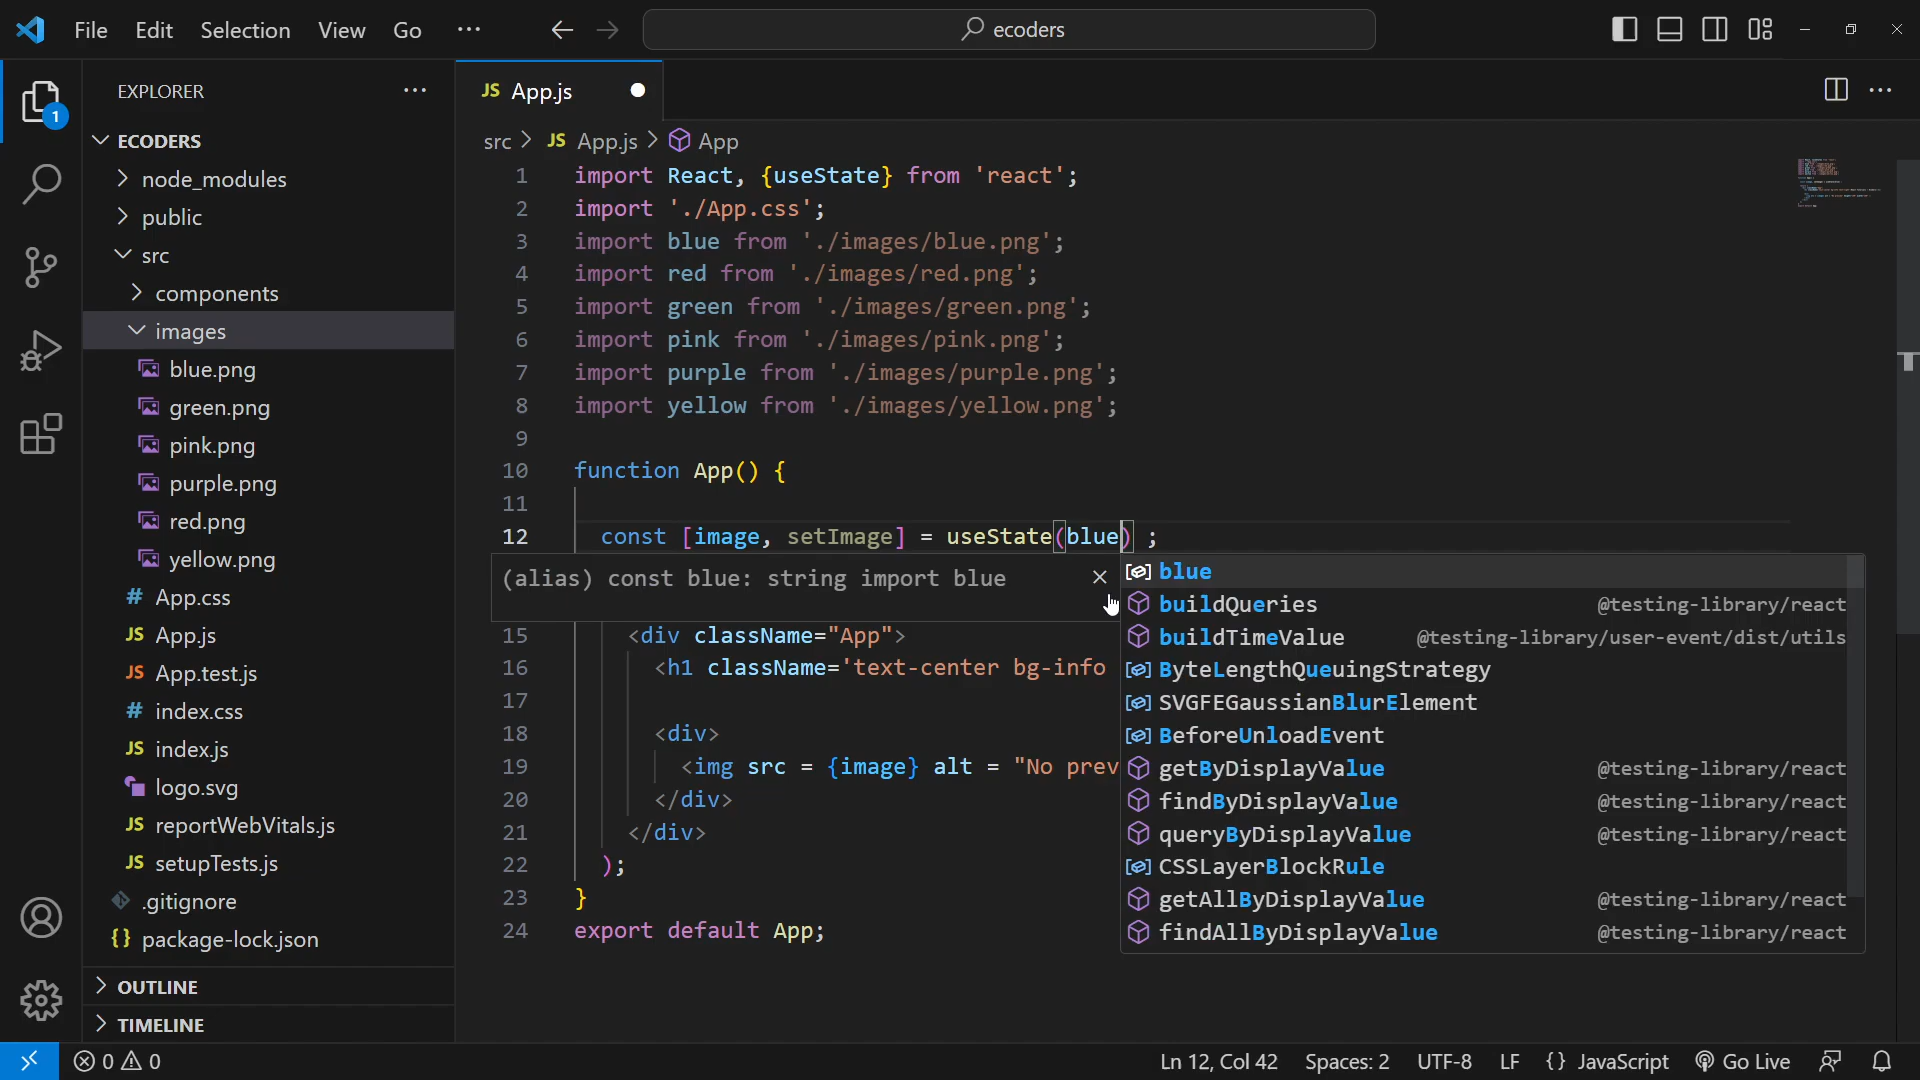 File Edit Selection View Go ···
ecoders
EXPLORER
1
ECODERS
node_modules
public
src
components
images
blue.png
green.png
pink.png
purple.png
red.png
yellow.png
# App.css
JS App.js
JS App.test.js
# index.css
JS index.js
logo.svg
JS reportWebVitals.js
JS setupTests.js
.gitignore
{} package-lock.json
OUTLINE
TIMELINE
JS App.js
src > JS App.js > App
1 import React, {useState} from 'react';
2 import './App.css';
3 import blue from './images/blue.png';
4 import red from './images/red.png';
5 import green from './images/green.png';
6 import pink from './images/pink.png';
7 import purple from './images/purple.png';
8 import yellow from './images/yellow.png';
9
10 function App() {
11
12 const [image, setImage] = useState(blue) ;
(alias) const blue: string import blue
15 <div className="App">
16 <h1 className='text-center bg-info
17
18 <div>
19 <img src = {image} alt = "No prev
20 </div>
21 </div>
22 );
23 }
24 export default App;
blue
buildQueries @testing-library/react
buildTimeValue @testing-library/user-event/dist/utils
ByteLengthQueuingStrategy
SVGFEGaussianBlurElement
BeforeUnloadEvent
getByDisplayValue @testing-library/react
findByDisplayValue @testing-library/react
queryByDisplayValue @testing-library/react
CSSLayerBlockRule
getAllByDisplayValue @testing-library/react
findAllByDisplayValue @testing-library/react
0 0 Ln 12, Col 42 Spaces: 2 UTF-8 LF {} JavaScript Go Live